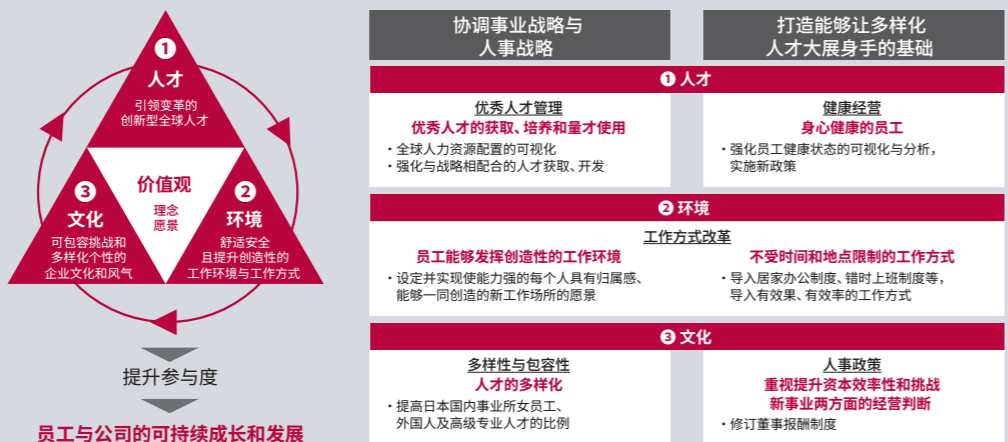 ❶
人才
引领变革的
创新型全球人才
价值观
理念
愿景
❸
文化
可包容挑战和
多样化个性的
企业文化和风气
❷
环境
舒适安全
且提升创造性的
工作环境与工作方式
提升参与度
员工与公司的可持续成长和发展
协调事业战略与
人事战略
打造能够让多样化
人才大展身手的基础
❶ 人才
优秀人才管理
优秀人才的获取、培养和量才使用
・全球人力资源配置的可视化
・强化与战略相配合的人才获取、开发
健康经营
身心健康的员工
・强化员工健康状态的可视化与分析，
实施新政策
❷ 环境
工作方式改革
员工能够发挥创造性的工作环境
・设定并实现使能力强的每个人具有归属感、
能够一同创造的新工作场所的愿景
不受时间和地点限制的工作方式
・导入居家办公制度、错时上班制度等，
导入有效果、有效率的工作方式
❸ 文化
多样性与包容性
人才的多样化
・提高日本国内事业所女员工、
外国人及高级专业人才的比例
人事政策
重视提升资本效率性和挑战
新事业两方面的经营判断
・修订董事报酬制度